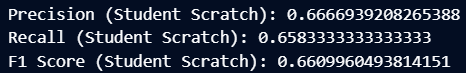 Precision (Student Scratch): 0.6666939208265388
Recall (Student Scratch): 0.6583333333333333
F1 Score (Student Scratch): 0.6609960493814151